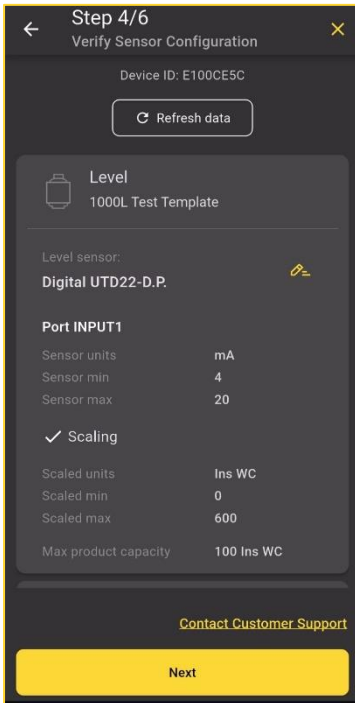 Step 4/6
Verify Sensor Configuration
Device ID: E100CE5C
Refresh data
Level
1000L Test Template
Level sensor:
Digital UTD22-D.P.
Port INPUT1
Sensor units mA
Sensor min 4
Sensor max 20
Scaling
Scaled units Ins WC
Scaled min 0
Scaled max 600
Max product capacity 100 Ins WC
Contact Customer Support
Next